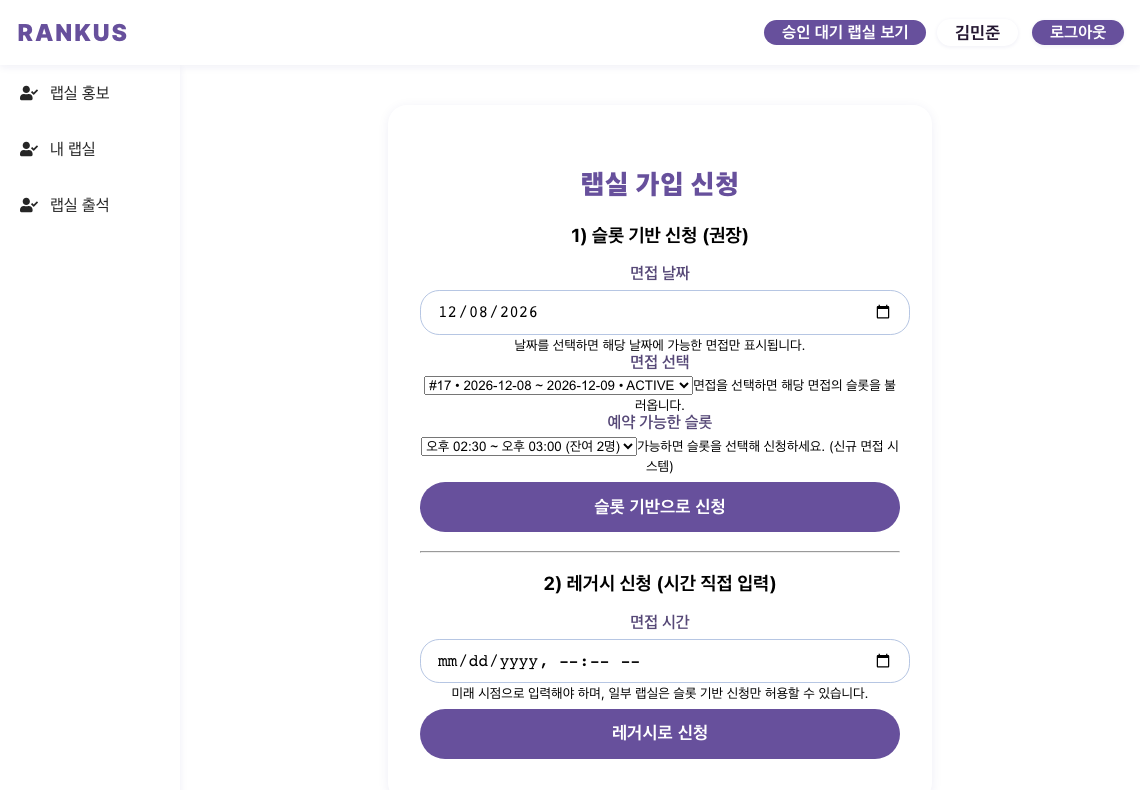 RANKUS
승인 대기 랩실 보기
김민준
로그아웃
랩실 홍보
내 랩실
랩실 출석
랩실 가입 신청
1) 슬롯 기반 신청 (권장)
면접 날짜
12/08/2026
날짜를 선택하면 해당 날짜에 가능한 면접만 표시됩니다.
면접 선택
#17 • 2026-12-08 ~ 2026-12-09 • ACTIVE 면접을 선택하면 해당 면접의 슬롯을 불
러옵니다.
예약 가능한 슬롯
오후 02:30 ~ 오후 03:00 (잔여 2명) 가능하면 슬롯을 선택해 신청하세요. (신규 면접 시
스템)
슬롯 기반으로 신청
2) 레거시 신청 (시간 직접 입력)
면접 시간
mm/dd/yyyy, --:-- --
미래 시점으로 입력해야 하며, 일부 랩실은 슬롯 기반 신청만 허용할 수 있습니다.
레거시로 신청